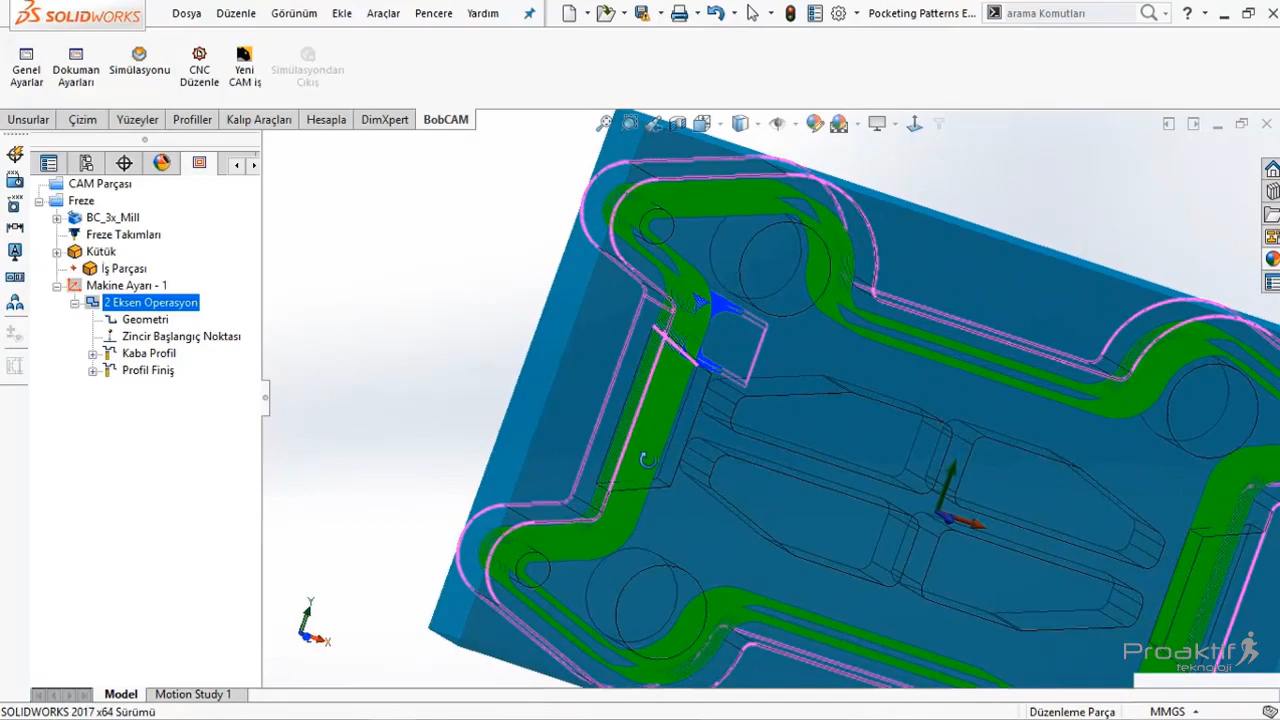 SOLIDWORKS
Dosya Düzenle Görünüm Ekle Araçlar Pencere Yardım
Pocketing Patterns E...
arama Komutları
Genel Ayarlar
Dokuman Ayarları
Simülasyonu
CNC Düzenle
Yeni CAM iş
Simülasyondan Çıkış
Unsurlar Çizim Yüzeyler Profiller Kalıp Araçları Hesapla DimXpert BobCAM
CAM Parçası
Freze
BC_3x_Mill
Freze Takımları
Kütük
İş Parçası
Makine Ayarı - 1
2 Eksen Operasyon
Geometri
Zincir Başlangıç Noktası
Kaba Profil
Profil Finiş
Y
X
Proaktif
teknoloji
Model Motion Study 1
SOLIDWORKS 2017 x64 Sürümü
Düzenleme Parça MMGS